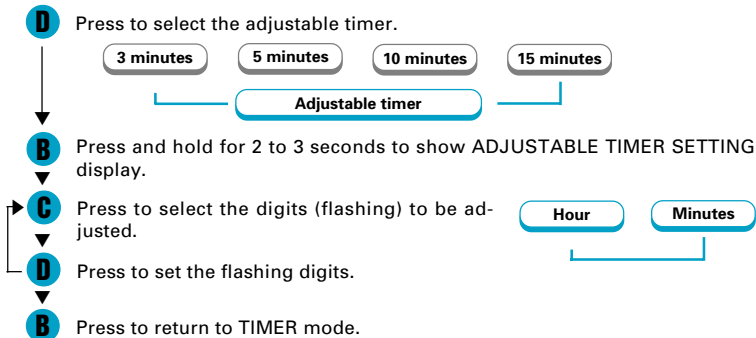 D Press to select the adjustable timer.
3 minutes 5 minutes 10 minutes 15 minutes
Adjustable timer
B Press and hold for 2 to 3 seconds to show ADJUSTABLE TIMER SETTING
display.
C Press to select the digits (flashing) to be ad-
justed.
Hour Minutes
D Press to set the flashing digits.
B Press to return to TIMER mode.